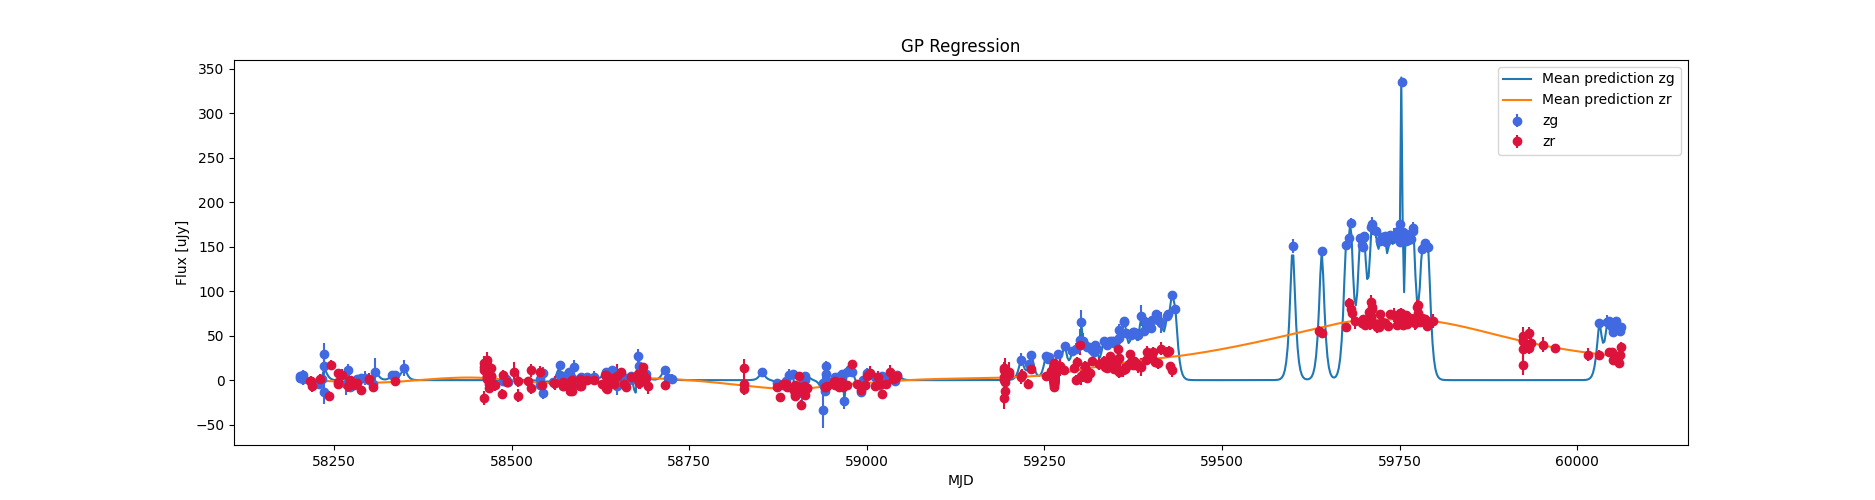 GP Regression
Flux [uJy]
350
300
250
200
150
100
50
0
−50
Mean prediction zg
Mean prediction zr
zg
zr
58250 58500 58750 59000 59250 59500 59750 60000
MJD